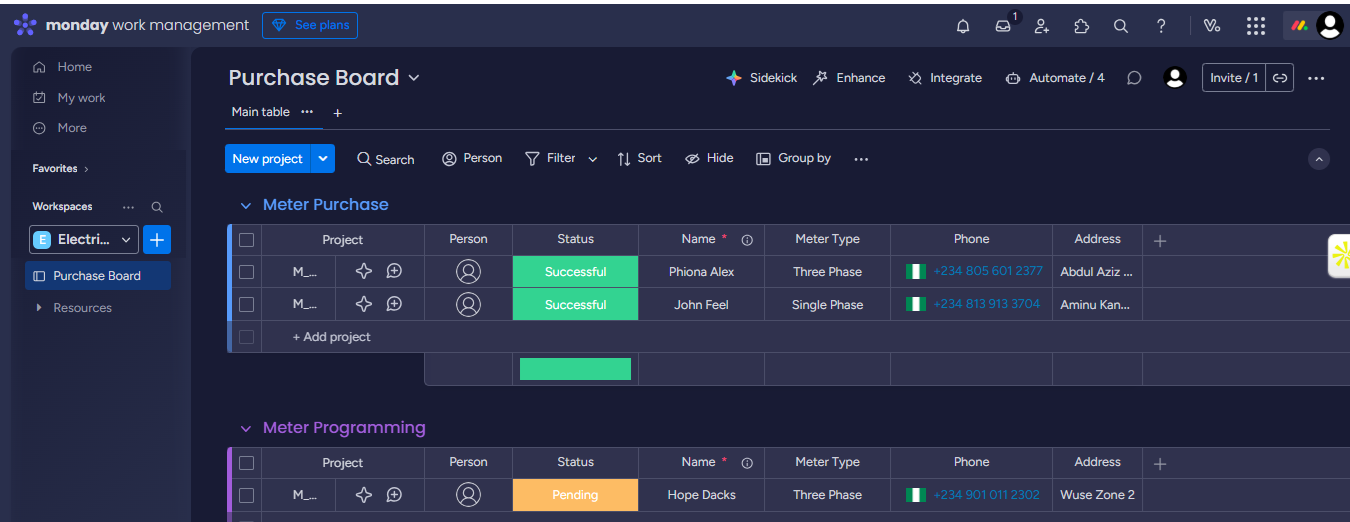 monday work management See plans
1
Home
My work
More
Favorites
Workspaces
E Electri...
Purchase Board
Resources
Purchase Board
Sidekick Enhance Integrate Automate / 4 Invite / 1
Main table
New project Search Person Filter Sort Hide Group by
Meter Purchase
Project Person Status Name * Meter Type Phone Address
M_... Successful Phiona Alex Three Phase +234 805 601 2377 Abdul Aziz ...
M_... Successful John Feel Single Phase +234 813 913 3704 Aminu Kan...
+ Add project
Meter Programming
Project Person Status Name * Meter Type Phone Address
M_... Pending Hope Dacks Three Phase +234 901 011 2302 Wuse Zone 2